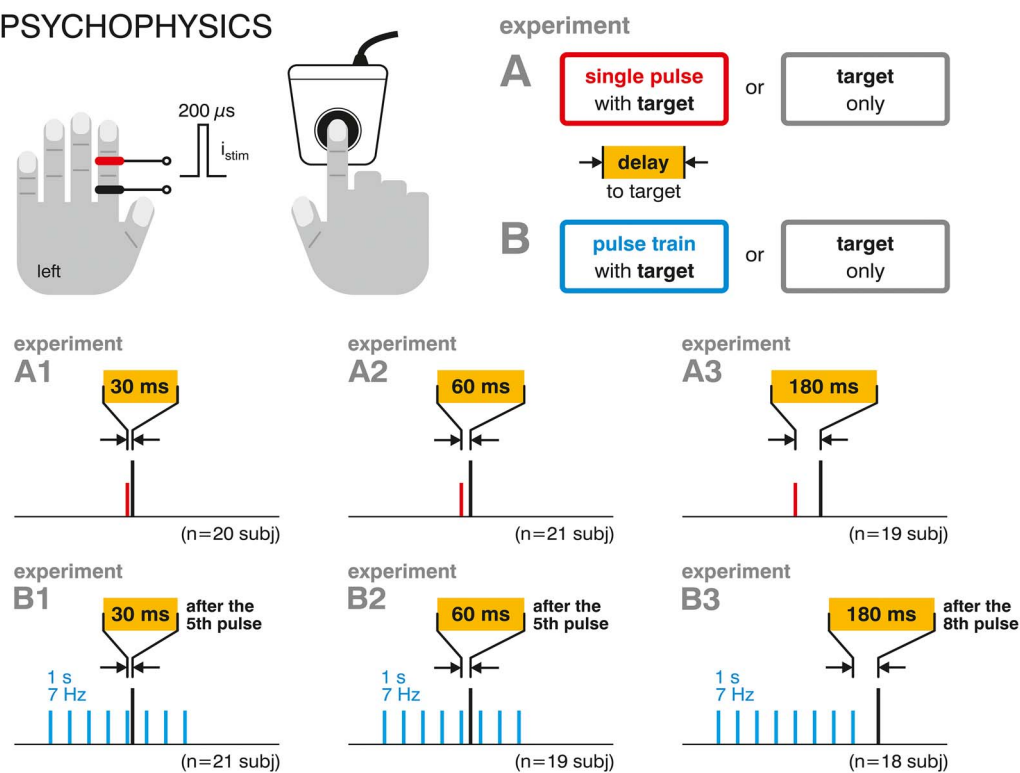 PSYCHOPHYSICS
200 µs
i stim
left
experiment
A
single pulse
with target
or
target
only
delay
to target
B
pulse train
with target
or
target
only
experiment
A1
30 ms
(n=20 subj)
experiment
A2
60 ms
(n=21 subj)
experiment
A3
180 ms
(n=19 subj)
experiment
B1
30 ms
after the
5th pulse
1 s
7 Hz
(n=21 subj)
experiment
B2
60 ms
after the
5th pulse
1 s
7 Hz
(n=19 subj)
experiment
B3
180 ms
after the
8th pulse
1 s
7 Hz
(n=18 subj)